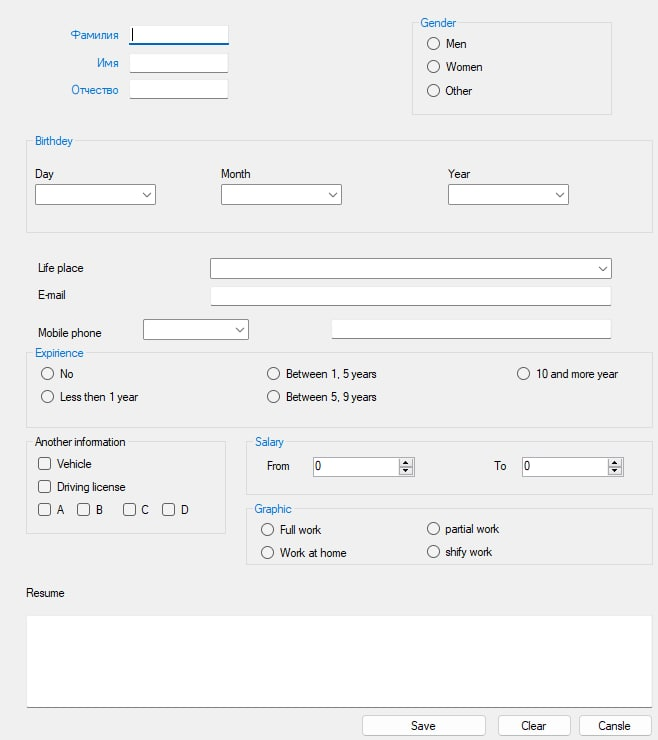 Фамилия
Имя
Отчество
Gender
Men
Women
Other
Birthdey
Day Month Year
Life place
E-mail
Mobile phone
Expirience
No Between 1, 5 years 10 and more year
Less then 1 year Between 5, 9 years
Another information
Vehicle
Driving license
A B C D
Salary
From 0 To 0
Graphic
Full work partial work
Work at home shify work
Resume
Save Clear Cansle